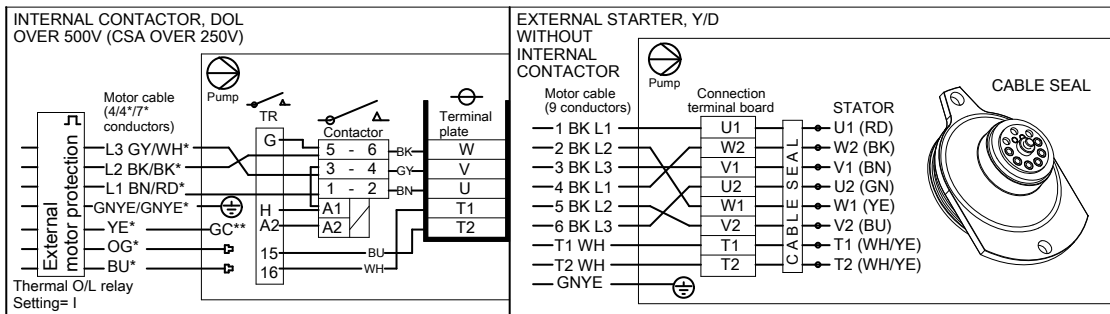 INTERNAL CONTACTOR, DOL
OVER 500V (CSA OVER 250V)
Pump
Motor cable
(4/4*/7*
conductors)
TR
Contactor
Terminal
plate
External
motor protection
L3 GY/WH*
L2 BK/BK*
L1 BN/RD*
GNYE/GNYE*
YE*
GC**
OG*
BU*
Thermal O/L relay
Setting= I
G
H
A2
15
16
5 - 6
3 - 4
1 - 2
A1
A2
BK
GY
BN
BU
WH
W
V
U
T1
T2
EXTERNAL STARTER, Y/D
WITHOUT
INTERNAL
CONTACTOR
Pump
Motor cable
(9 conductors)
Connection
terminal board
STATOR
CABLE SEAL
1 BK L1
U1
U1 (RD)
2 BK L2
W2
W2 (BK)
3 BK L3
V1
V1 (BN)
4 BK L1
U2
U2 (GN)
5 BK L2
W1
W1 (YE)
6 BK L3
V2
V2 (BU)
T1 WH
T1
T1 (WH/YE)
T2 WH
T2
T2 (WH/YE)
GNYE
CABLE SEAL